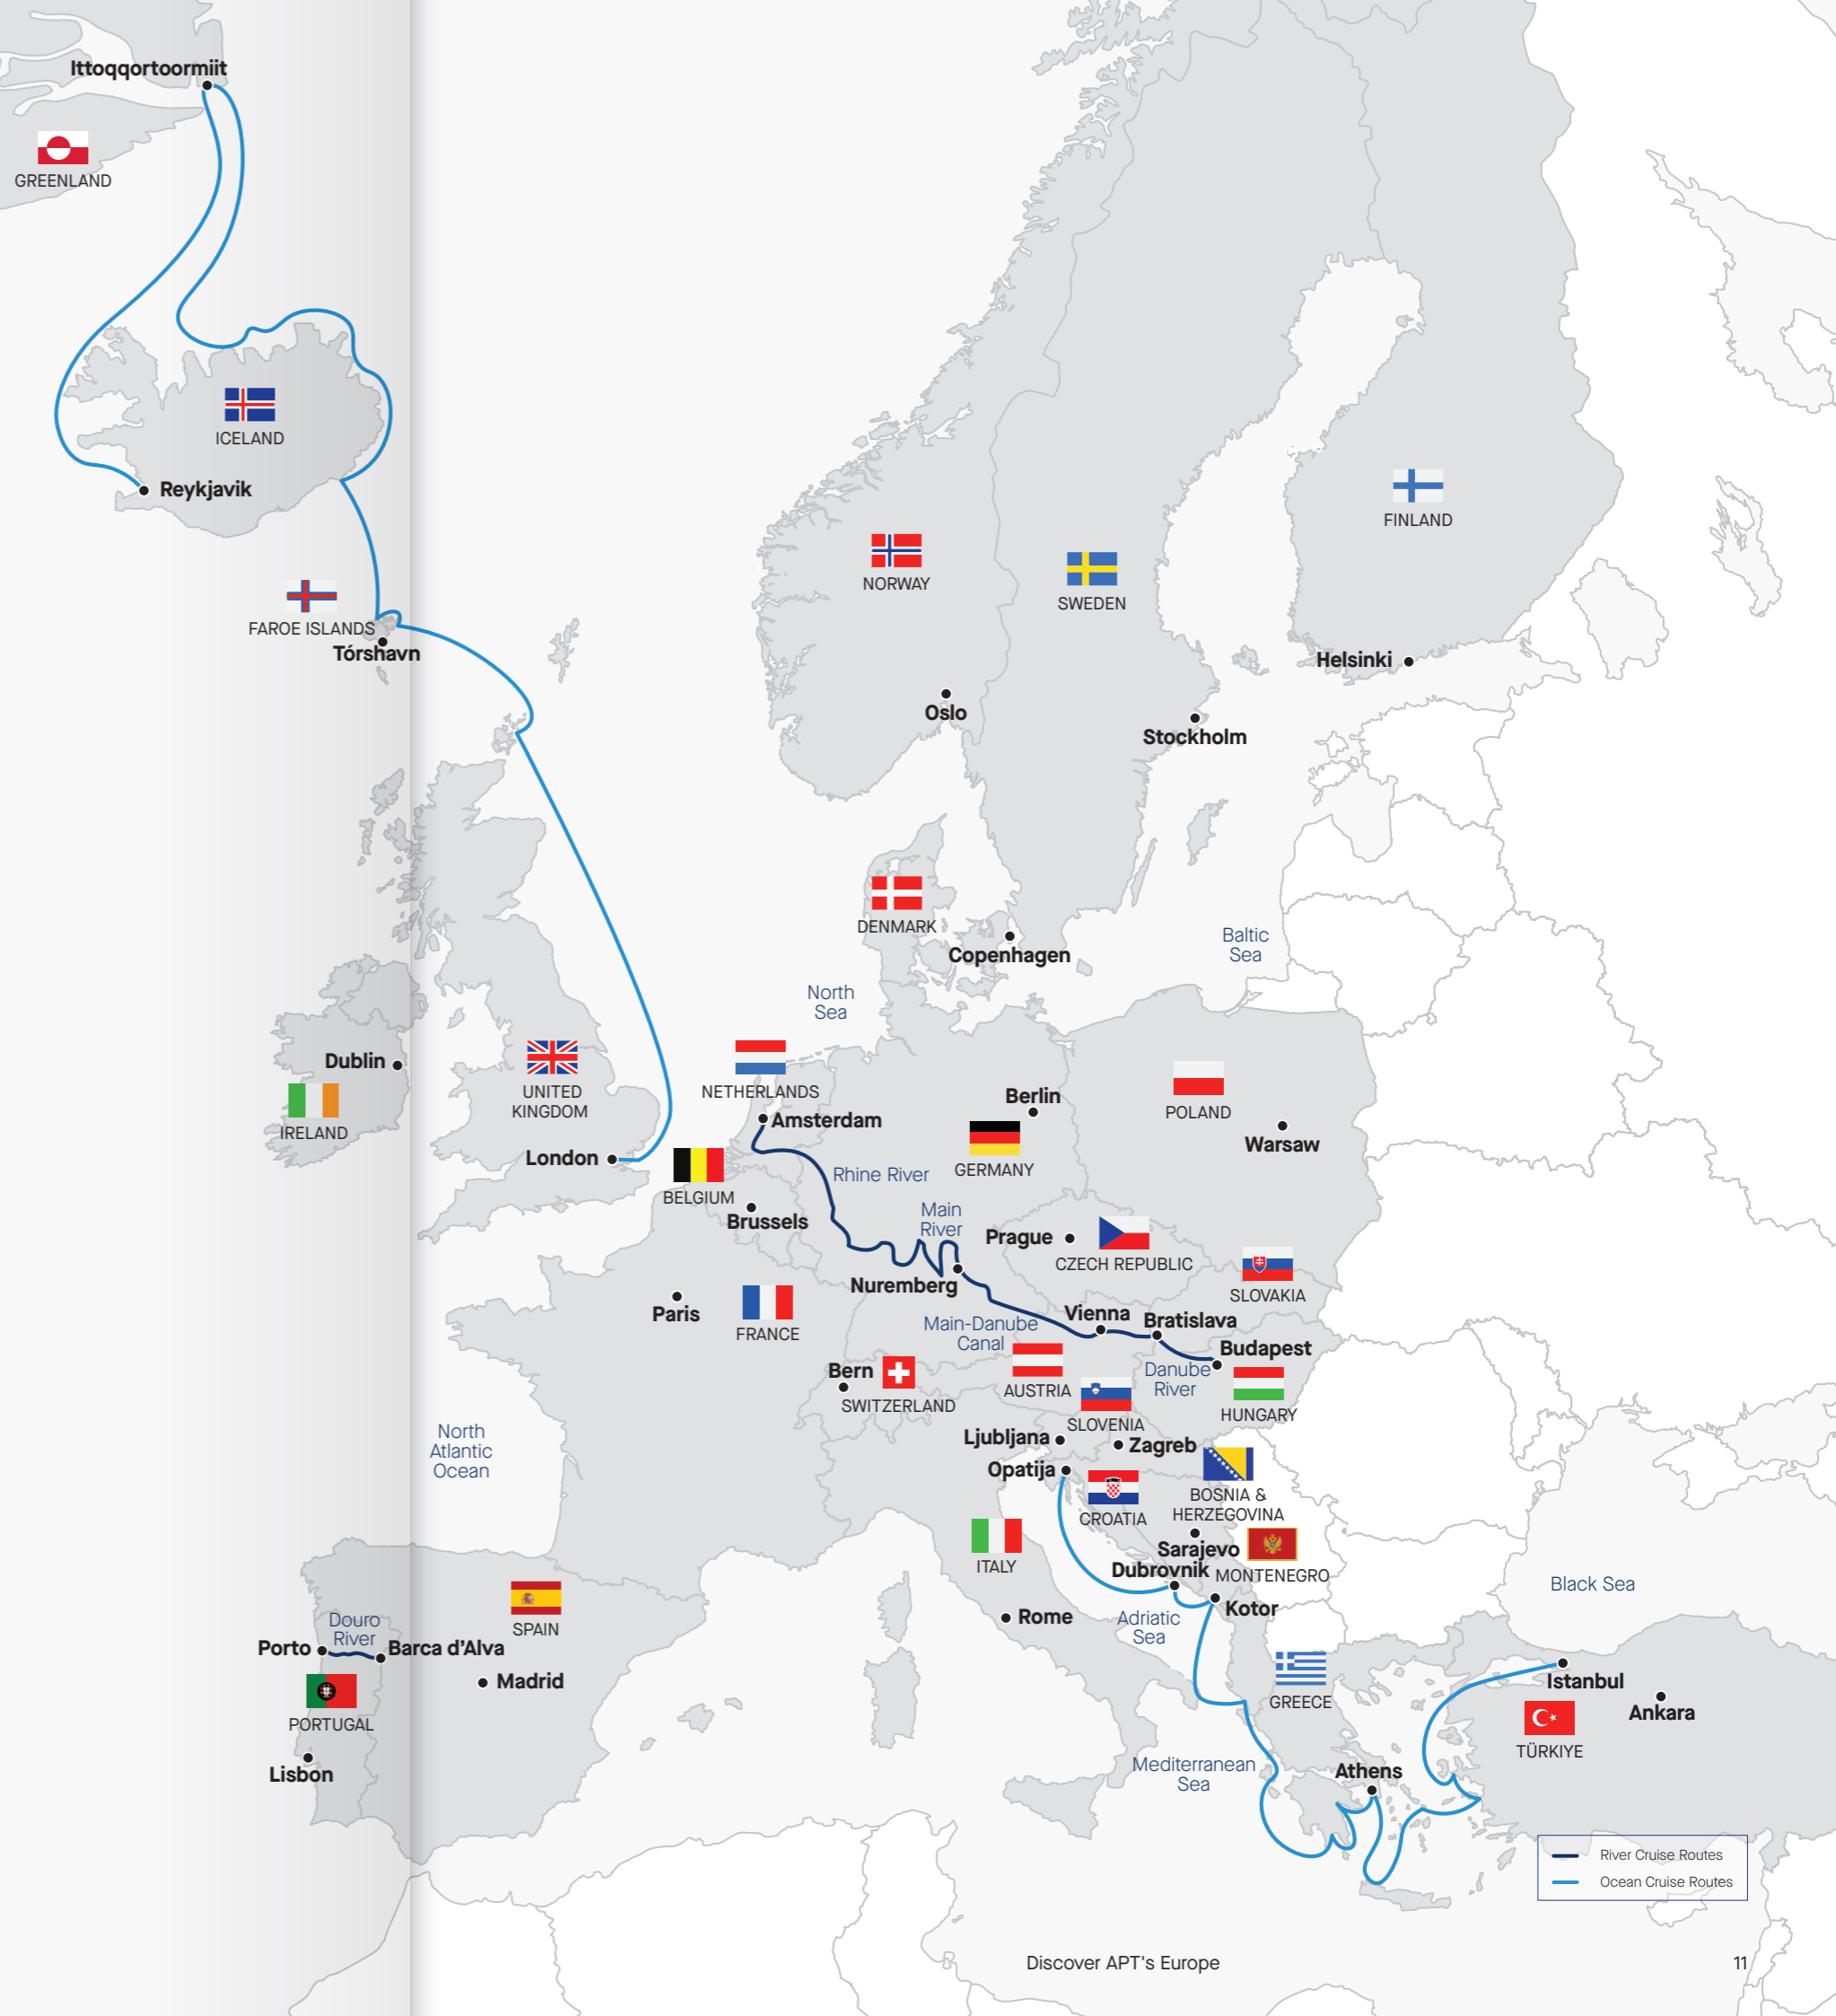 Ittoqqortoormiit
GREENLAND
ICELAND
Reykjavik
FAROE ISLANDS
Tórshavn
NORWAY
SWEDEN
FINLAND
Helsinki
Oslo
Stockholm
DENMARK
Copenhagen
Baltic
Sea
North
Sea
Dublin
IRELAND
UNITED
KINGDOM
London
NETHERLANDS
Amsterdam
BELGIUM
Brussels
Rhine River
Berlin
GERMANY
POLAND
Warsaw
Main
River
Prague
CZECH REPUBLIC
Nuremberg
SLOVAKIA
Paris
FRANCE
Main-Danube
Canal
Vienna
Bratislava
Budapest
Danube
River
HUNGARY
Bern
SWITZERLAND
AUSTRIA
SLOVENIA
Ljubljana
Zagreb
Opatija
CROATIA
BOSNIA &
HERZEGOVINA
North
Atlantic
Ocean
ITALY
Sarajevo
Dubrovnik
MONTENEGRO
Kotor
Rome
Adriatic
Sea
Black Sea
SPAIN
Douro
River
Porto
Barca d'Alva
Madrid
PORTUGAL
Lisbon
GREECE
Istanbul
Ankara
TÜRKIYE
Mediterranean
Sea
Athens
River Cruise Routes
Ocean Cruise Routes
Discover APT's Europe
11